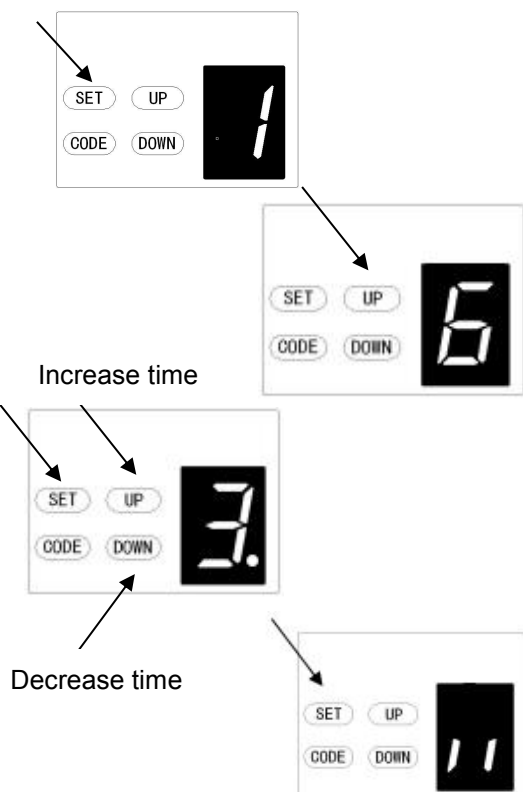 SET UP
1
CODE DOWN
SET UP
6
CODE DOWN
Increase time
SET UP
3.
CODE DOWN
Decrease time
SET UP
CODE DOWN
11